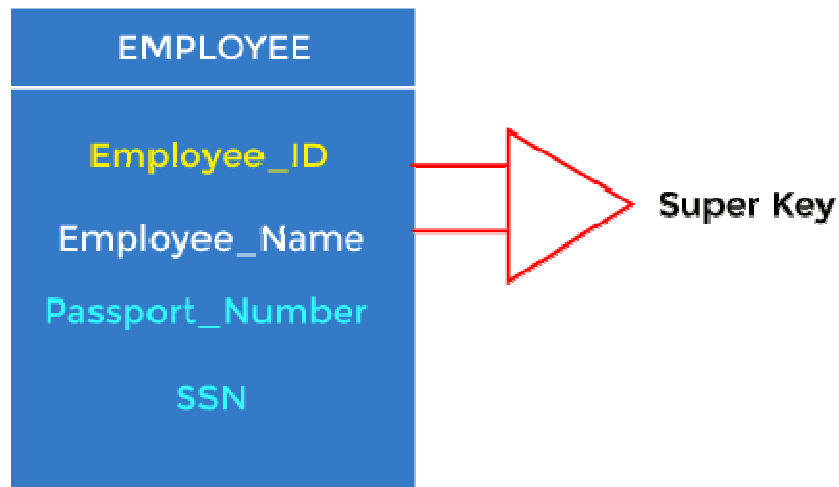 EMPLOYEE
Employee_ID
Employee_Name
Super Key
Passport_Number
SSN